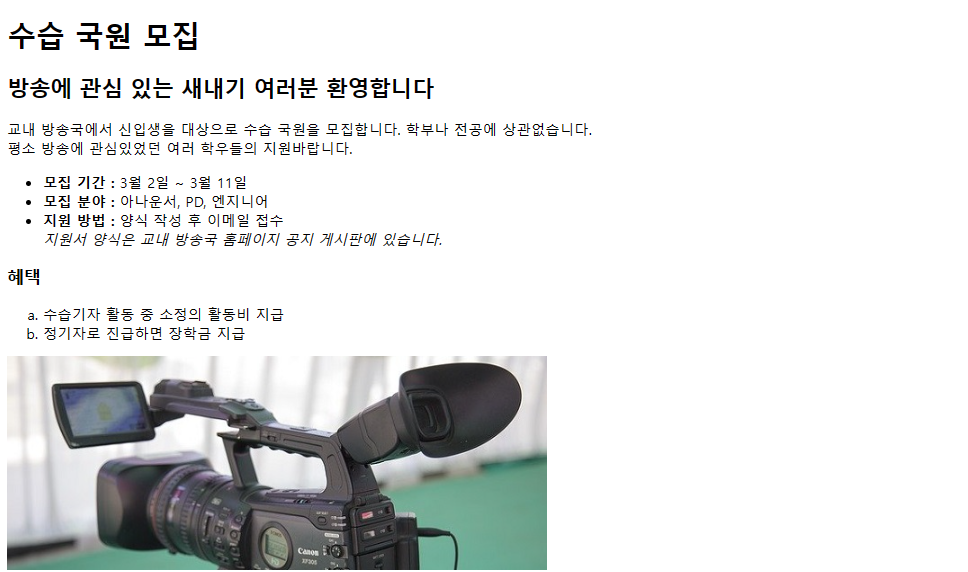 수습 국원 모집
방송에 관심 있는 새내기 여러분 환영합니다
교내 방송국에서 신입생을 대상으로 수습 국원을 모집합니다. 학부나 전공에 상관없습니다.
평소 방송에 관심있었던 여러 학우들의 지원바랍니다.
• 모집 기간 : 3월 2일 ~ 3월 11일
• 모집 분야 : 아나운서, PD, 엔지니어
• 지원 방법 : 양식 작성 후 이메일 접수
지원서 양식은 교내 방송국 홈페이지 공지 게시판에 있습니다.
혜택
a. 수습기자 활동 중 소정의 활동비 지급
b. 정기자로 진급하면 장학금 지급
Canon
XF305